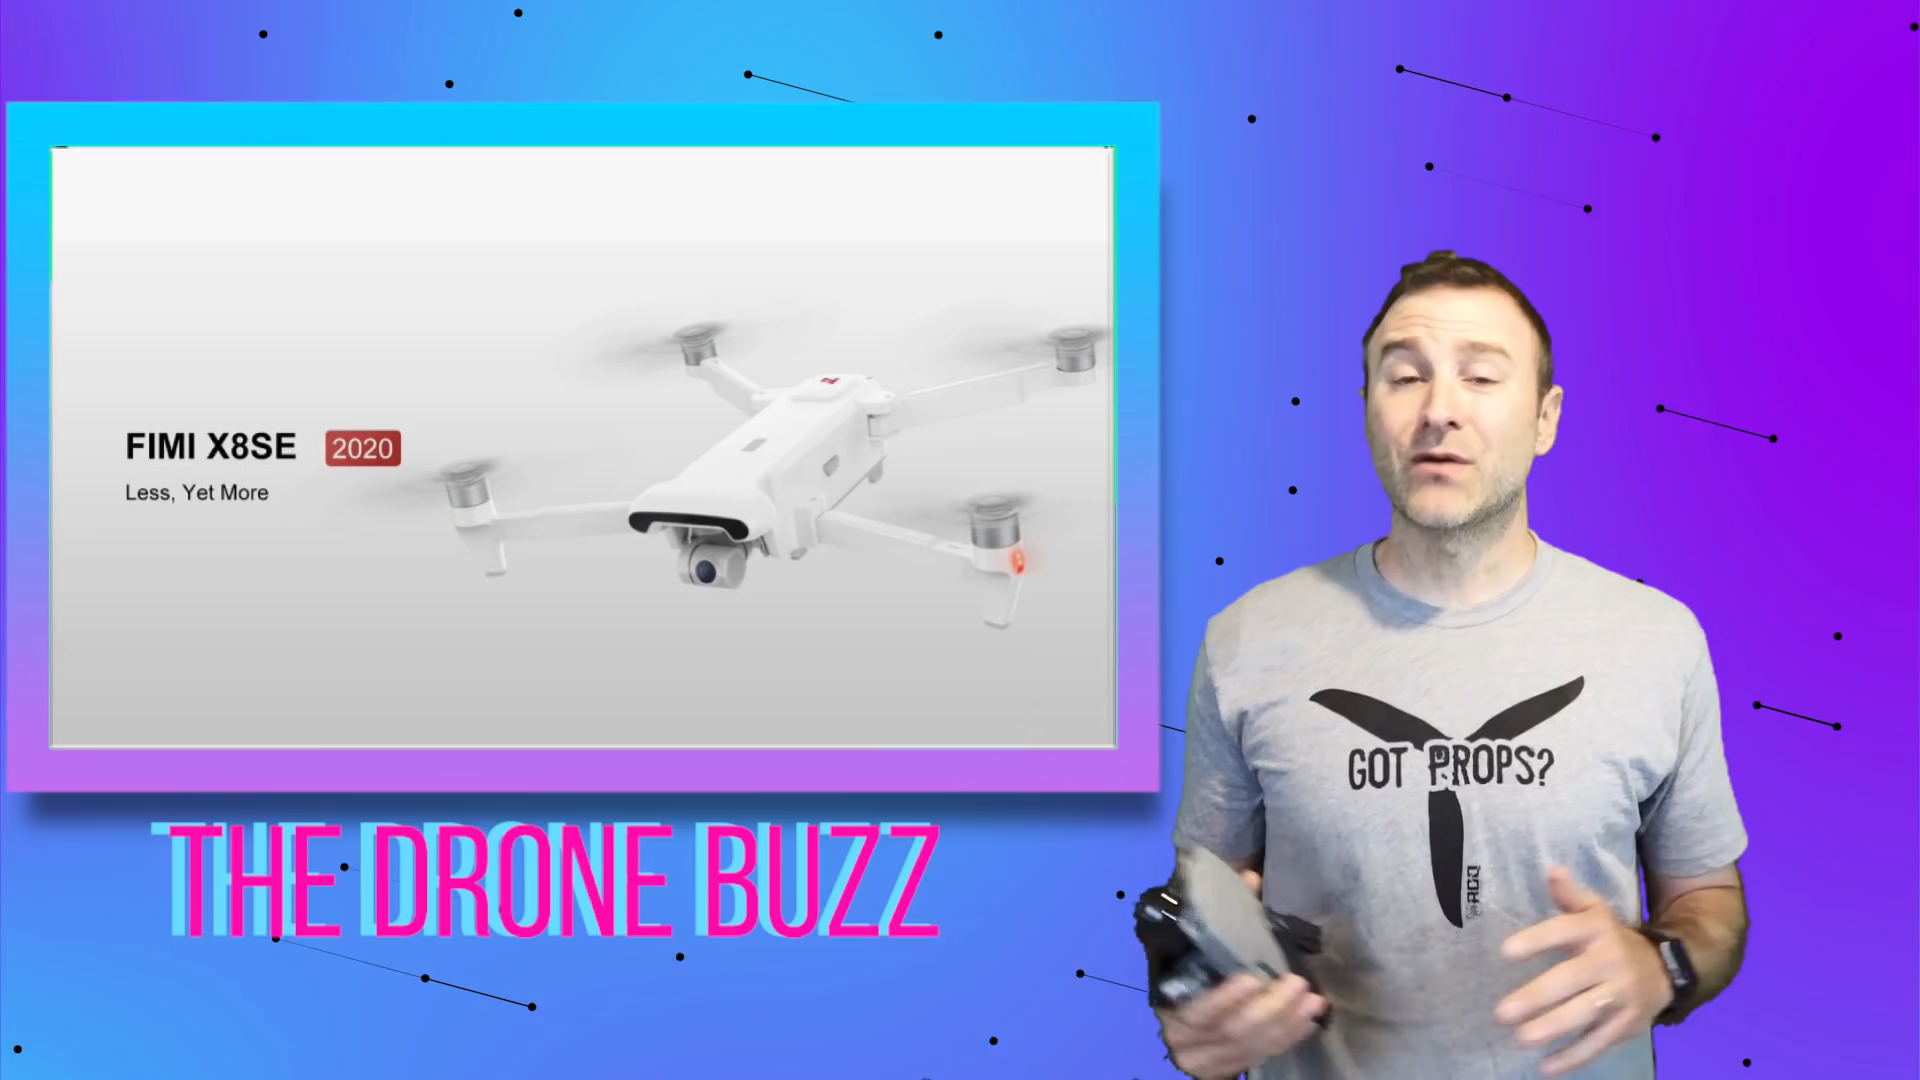 FIMI X8SE 2020
Less, Yet More
THE DRONE BUZZ
GOT PROPS?